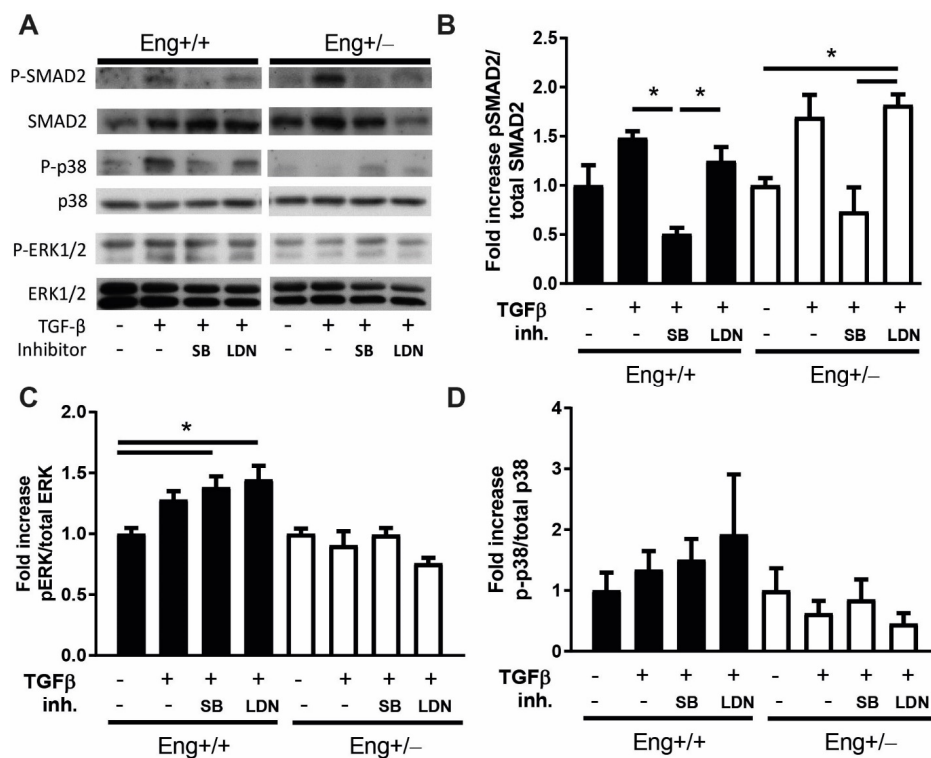 A
Eng+/+ Eng+/–
P-SMAD2
SMAD2
P-p38
p38
P-ERK1/2
ERK1/2
TGF-β - + + + - + + +
Inhibitor - - SB LDN - - SB LDN
B
Fold increase pSMAD2/
total SMAD2
2.5
2.0
1.5
1.0
0.5
0.0
* * *
TGFβ - + + + - + + +
inh. - - SB LDN - - SB LDN
Eng+/+ Eng+/–
C
Fold increase
pERK/total ERK
2.0
1.5
1.0
0.5
0.0
*
TGFβ - + + + - + + +
inh. - - SB LDN - - SB LDN
Eng+/+ Eng+/–
D
Fold increase
p-p38/total p38
4
3
2
1
0
TGFβ - + + + - + + +
inh. - - SB LDN - - SB LDN
Eng+/+ Eng+/–